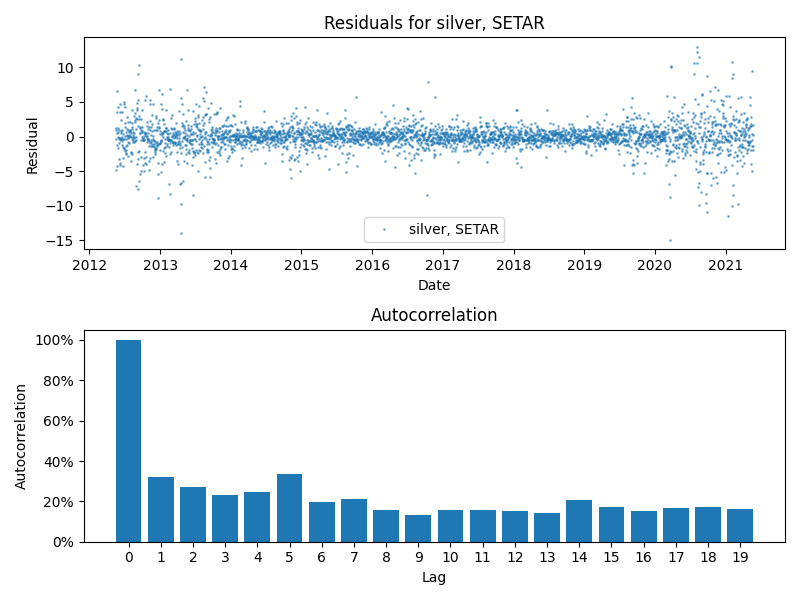 Residuals for silver, SETAR
10
5
0
−5
−10
−15
Residual
silver, SETAR
2012 2013 2014 2015 2016 2017 2018 2019 2020 2021
Date
Autocorrelation
100%
80%
60%
40%
20%
0%
Autocorrelation
0 1 2 3 4 5 6 7 8 9 10 11 12 13 14 15 16 17 18 19
Lag